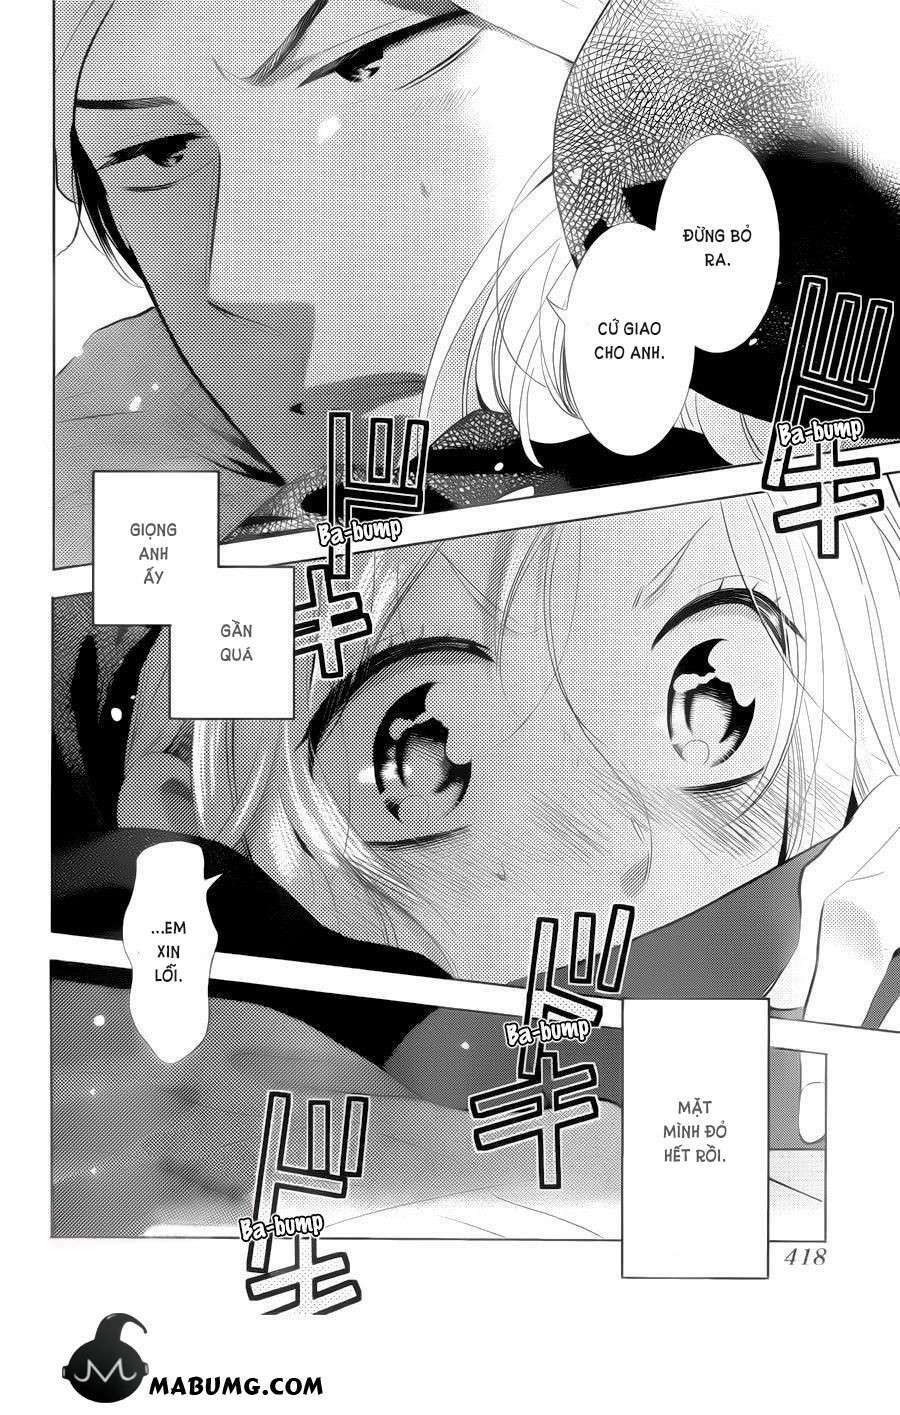 ĐỪNG BỎ
RA.
CỨ GIAO
CHO ANH.
ドキ
Ba-bump
ドキ
Ba-bump
GIỌNG
ANH
ẤY
GẦN
QUÁ
...EM
XIN
LỖI.
ドキ
Ba-bump
MẶT
MÌNH ĐỎ
HẾT RỒI.
ドキ
Ba-bump
418
MABUMG.COM